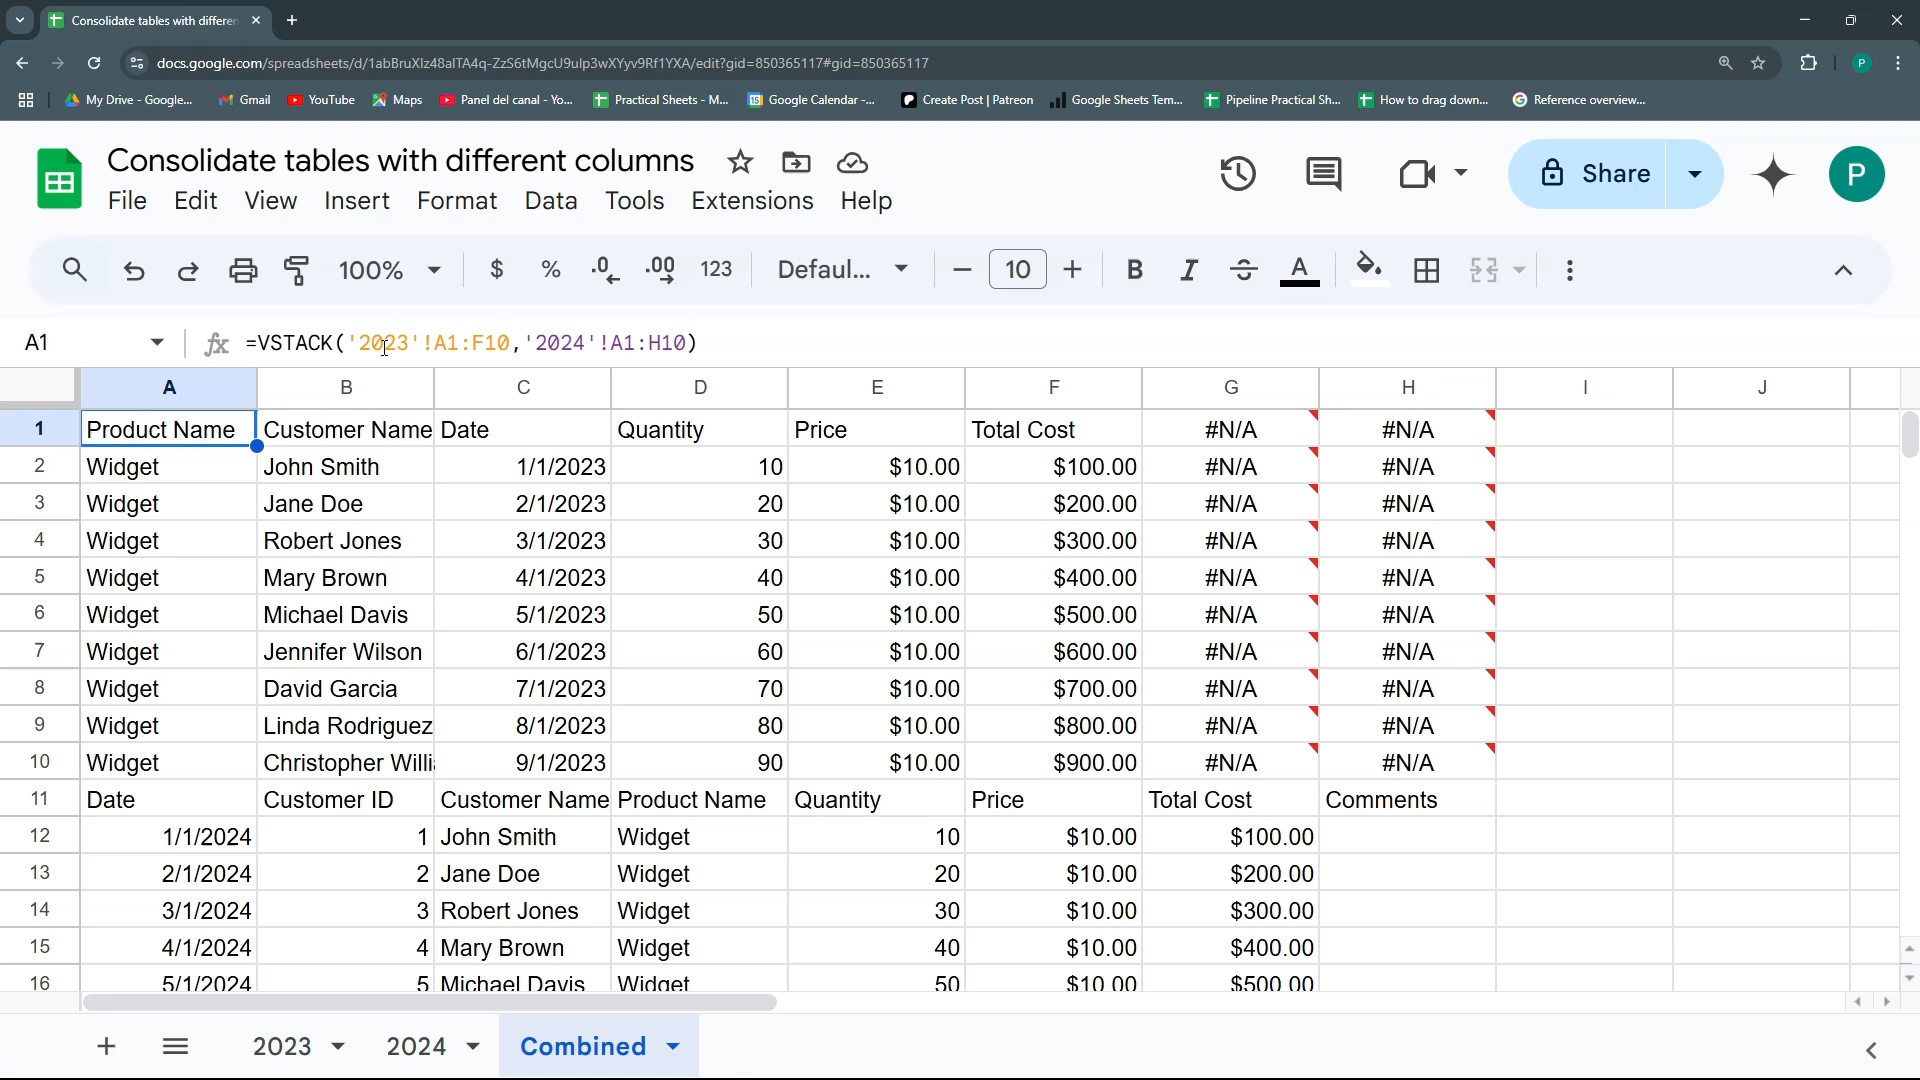 Consolidate tables with differen
docs.google.com/spreadsheets/d/1abBruXlz48alTA4q-ZzS6tMgcU9ulp3wXYyv9Rf1YXA/edit?gid=850365117#gid=850365117
P
My Drive - Google... Gmail YouTube Maps Panel del canal - Yo... Practical Sheets - M... Google Calendar -... Create Post | Patreon Google Sheets Tem... Pipeline Practical Sh... How to drag down... Reference overview...
Consolidate tables with different columns
Share
P
File Edit View Insert Format Data Tools Extensions Help
100% $ % .0 .00 123 Defaul... 10 B I S A
A1 fx =VSTACK('2023'!A1:F10,'2024'!A1:H10)
A B C D E F G H I J
1 Product Name Customer Name Date Quantity Price Total Cost #N/A #N/A
2 Widget John Smith 1/1/2023 10 $10.00 $100.00 #N/A #N/A
3 Widget Jane Doe 2/1/2023 20 $10.00 $200.00 #N/A #N/A
4 Widget Robert Jones 3/1/2023 30 $10.00 $300.00 #N/A #N/A
5 Widget Mary Brown 4/1/2023 40 $10.00 $400.00 #N/A #N/A
6 Widget Michael Davis 5/1/2023 50 $10.00 $500.00 #N/A #N/A
7 Widget Jennifer Wilson 6/1/2023 60 $10.00 $600.00 #N/A #N/A
8 Widget David Garcia 7/1/2023 70 $10.00 $700.00 #N/A #N/A
9 Widget Linda Rodriguez 8/1/2023 80 $10.00 $800.00 #N/A #N/A
10 Widget Christopher Willi 9/1/2023 90 $10.00 $900.00 #N/A #N/A
11 Date Customer ID Customer Name Product Name Quantity Price Total Cost Comments
12 1/1/2024 1 John Smith Widget 10 $10.00 $100.00
13 2/1/2024 2 Jane Doe Widget 20 $10.00 $200.00
14 3/1/2024 3 Robert Jones Widget 30 $10.00 $300.00
15 4/1/2024 4 Mary Brown Widget 40 $10.00 $400.00
16 5/1/2024 5 Michael Davis Widget 50 $10.00 $500.00
2023 2024 Combined